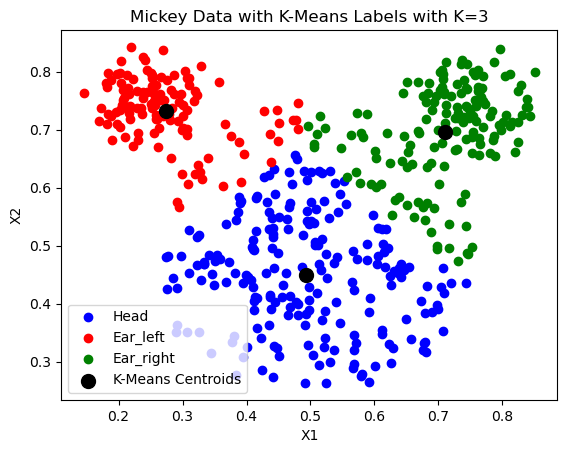 Mickey Data with K-Means Labels with K=3
X2
0.8
0.7
0.6
0.5
0.4
0.3
Head
Ear_left
Ear_right
K-Means Centroids
0.2 0.3 0.4 0.5 0.6 0.7 0.8
X1